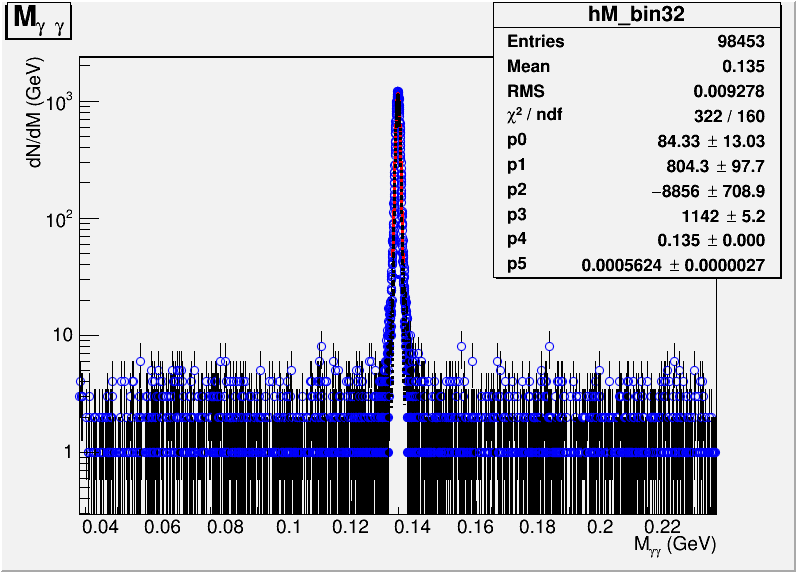 M γ γ
hM_bin32
Entries 98453
Mean 0.135
RMS 0.009278
χ² / ndf 322 / 160
p0 84.33 ± 13.03
p1 804.3 ± 97.7
p2 −8856 ± 708.9
p3 1142 ± 5.2
p4 0.135 ± 0.000
p5 0.0005624 ± 0.0000027
dN/dM (GeV)
10³
10²
10
1
0.04 0.06 0.08 0.1 0.12 0.14 0.16 0.18 0.2 0.22
Mγγ (GeV)